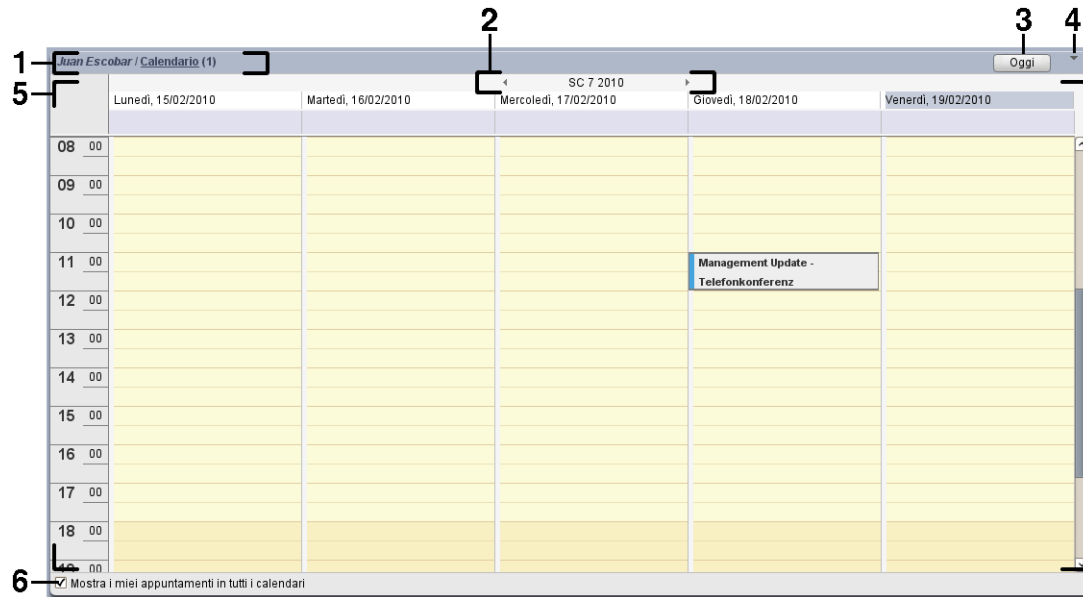 2
3
4
1
Juan Escobar / Calendario (1)
Oggi
5
SC 7 2010
Lunedì, 15/02/2010
Martedì, 16/02/2010
Mercoledì, 17/02/2010
Giovedì, 18/02/2010
Venerdì, 19/02/2010
08 00
09 00
10 00
11 00
Management Update -
Telefonkonferenz
12 00
13 00
14 00
15 00
16 00
17 00
18 00
19 00
6
Mostra i miei appuntamenti in tutti i calendari